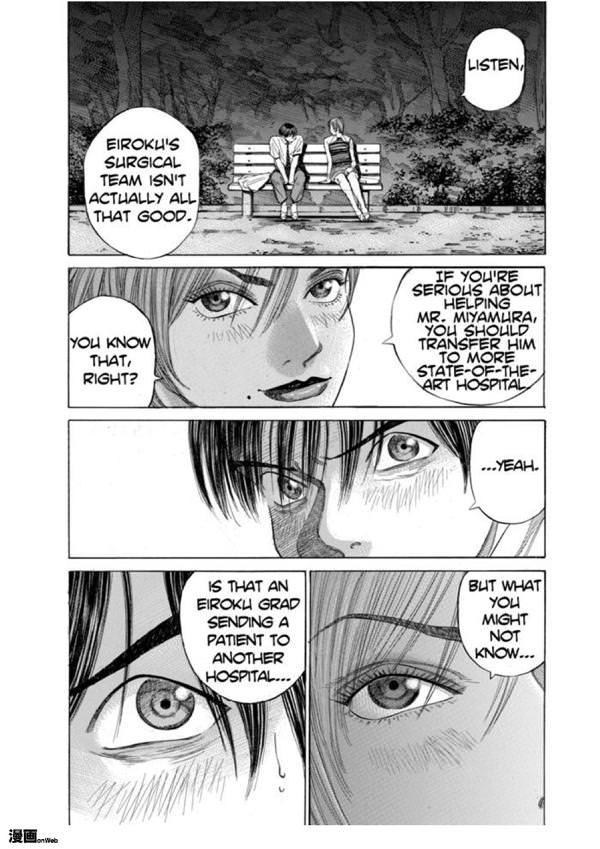 LISTEN,
EIROKU'S
SURGICAL
TEAM ISN'T
ACTUALLY ALL
THAT GOOD.
IF YOU'RE
SERIOUS ABOUT
HELPING
MR. MIYAMURA,
YOU SHOULD
TRANSFER HIM
TO MORE
STATE-OF-THE-
ART HOSPITAL.
YOU KNOW
THAT,
RIGHT?
...YEAH.
BUT WHAT
YOU
MIGHT
NOT
KNOW...
IS THAT AN
EIROKU GRAD
SENDING A
PATIENT TO
ANOTHER
HOSPITAL...
漫画onWeb